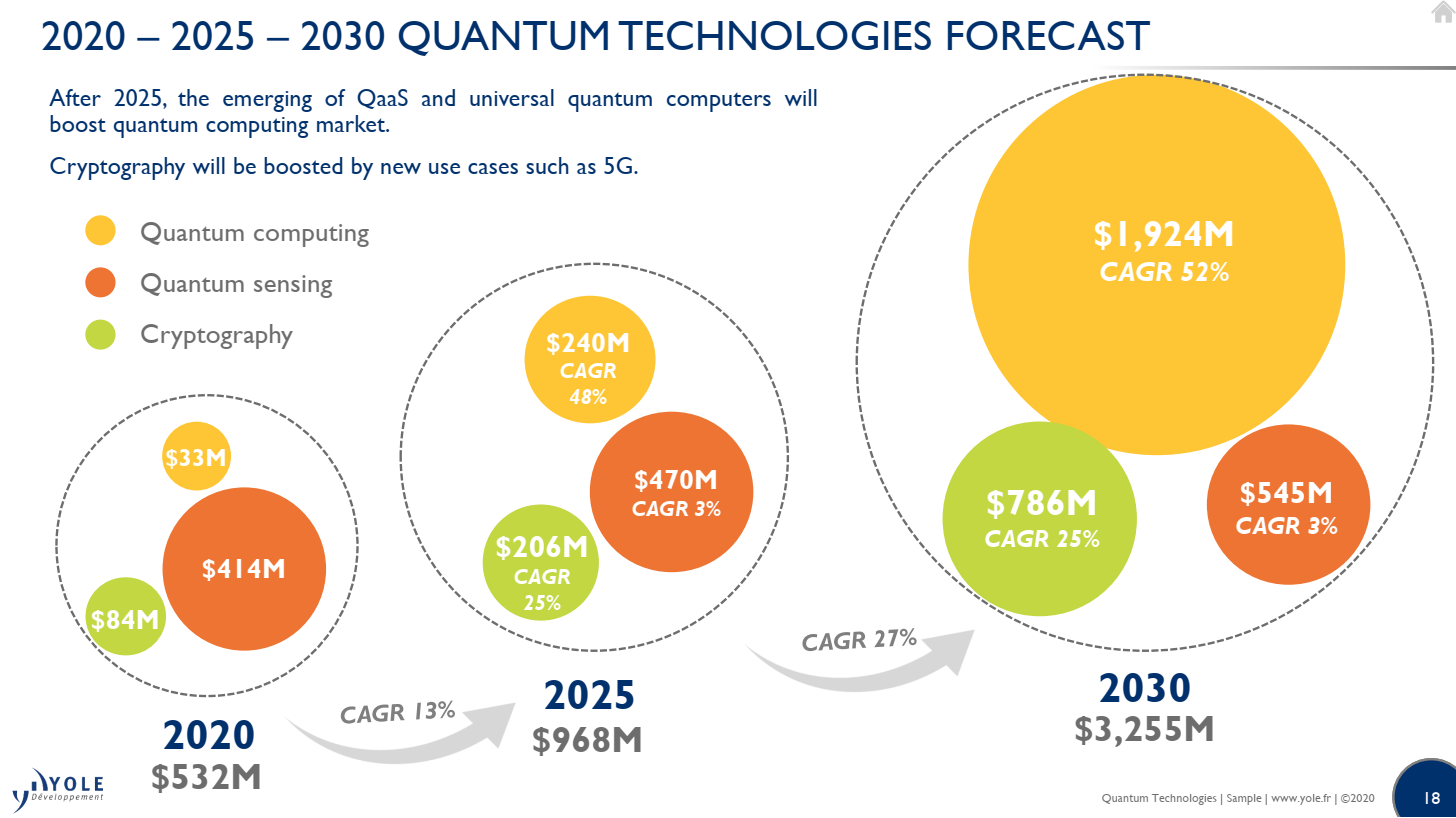 2020 – 2025 – 2030 QUANTUM TECHNOLOGIES FORECAST
After 2025, the emerging of QaaS and universal quantum computers will
boost quantum computing market.
Cryptography will be boosted by new use cases such as 5G.
Quantum computing
Quantum sensing
Cryptography
$33M
$414M
$84M
2020
$532M
CAGR 13%
$240M
CAGR
48%
$470M
CAGR 3%
$206M
CAGR
25%
2025
$968M
CAGR 27%
$1,924M
CAGR 52%
$786M
CAGR 25%
$545M
CAGR 3%
2030
$3,255M
YOLE
Développement
Quantum Technologies | Sample | www.yole.fr | ©2020
18